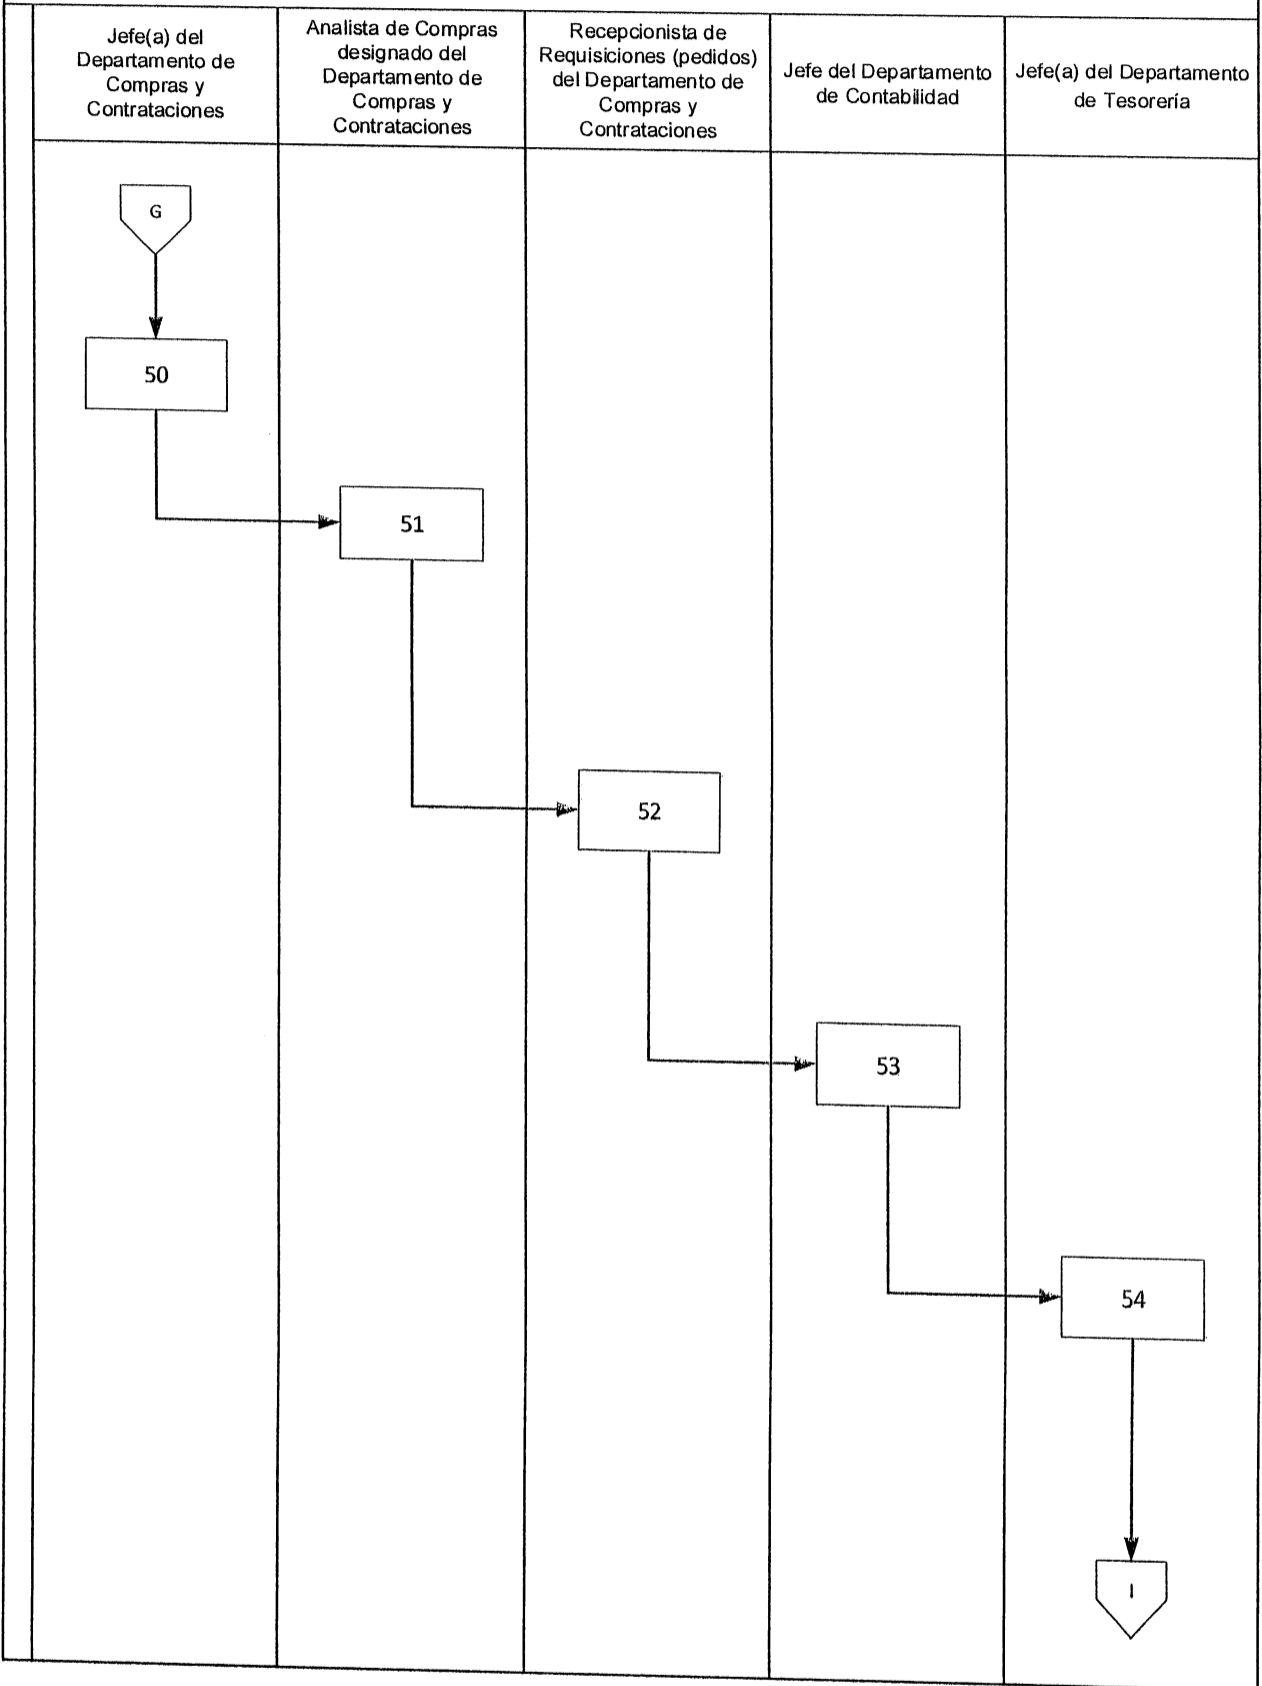 Jefe(a) del
Departamento de
Compras y
Contrataciones
Analista de Compras
designado del
Departamento de
Compras y
Contrataciones
Recepcionista de
Requisiciones (pedidos)
del Departamento de
Compras y
Contrataciones
Jefe del Departamento
de Contabilidad
Jefe(a) del Departamento
de Tesorería
G
50
51
52
53
54
I